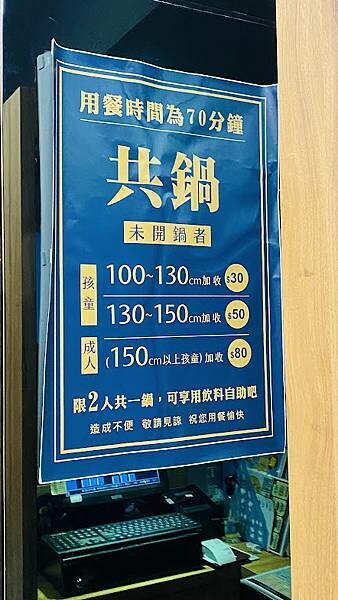 用餐時間為70分鐘
共鍋
未開鍋者
孩童 100~130cm加收 $30
130~150cm加收 $50
成人 (150cm以上孩童)加收 $80
限2人共一鍋，可享用飲料自助吧
造成不便 敬請見諒 祝您用餐愉快